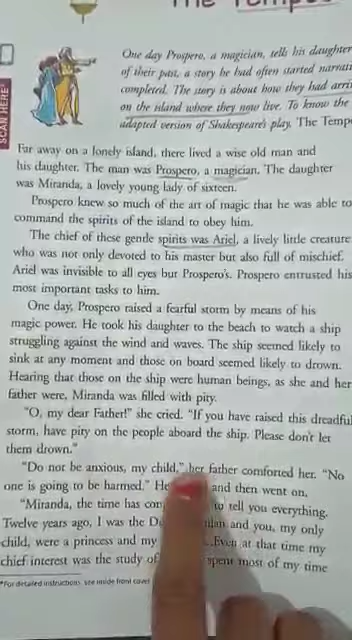 The Tempes
SCAN HERE*
One day Prospero, a magician, tells his daughter
of their past, a story he had often started narrati
completed. The story is about how they had arri
on the island where they now live. To know the
adapted version of Shakespeare's play, The Tempe
Far away on a lonely island, there lived a wise old man and
his daughter. The man was Prospero, a magician. The daughter
was Miranda, a lovely young lady of sixteen.
Prospero knew so much of the art of magic that he was able to
command the spirits of the island to obey him.
The chief of these gentle spirits was Ariel, a lively little creature
who was not only devoted to his master but also full of mischief.
Ariel was invisible to all eyes but Prospero's. Prospero entrusted his
most important tasks to him.
One day, Prospero raised a fearful storm by means of his
magic power. He took his daughter to the beach to watch a ship
struggling against the wind and waves. The ship seemed likely to
sink at any moment and those on board seemed likely to drown.
Hearing that those on the ship were human beings, as she and her
father were, Miranda was filled with pity.
"O, my dear Father!" she cried. "If you have raised this dreadful
storm, have pity on the people aboard the ship. Please don't let
them drown."
"Do not be anxious, my child," her father comforted her. "No
one is going to be harmed." He and then went on,
"Miranda, the time has com to tell you everything.
Twelve years ago, I was the Du ilan and you, my only
child, were a princess and my Even at that time my
chief interest was the study of spent most of my time
*For detailed instructions, see inside front cover